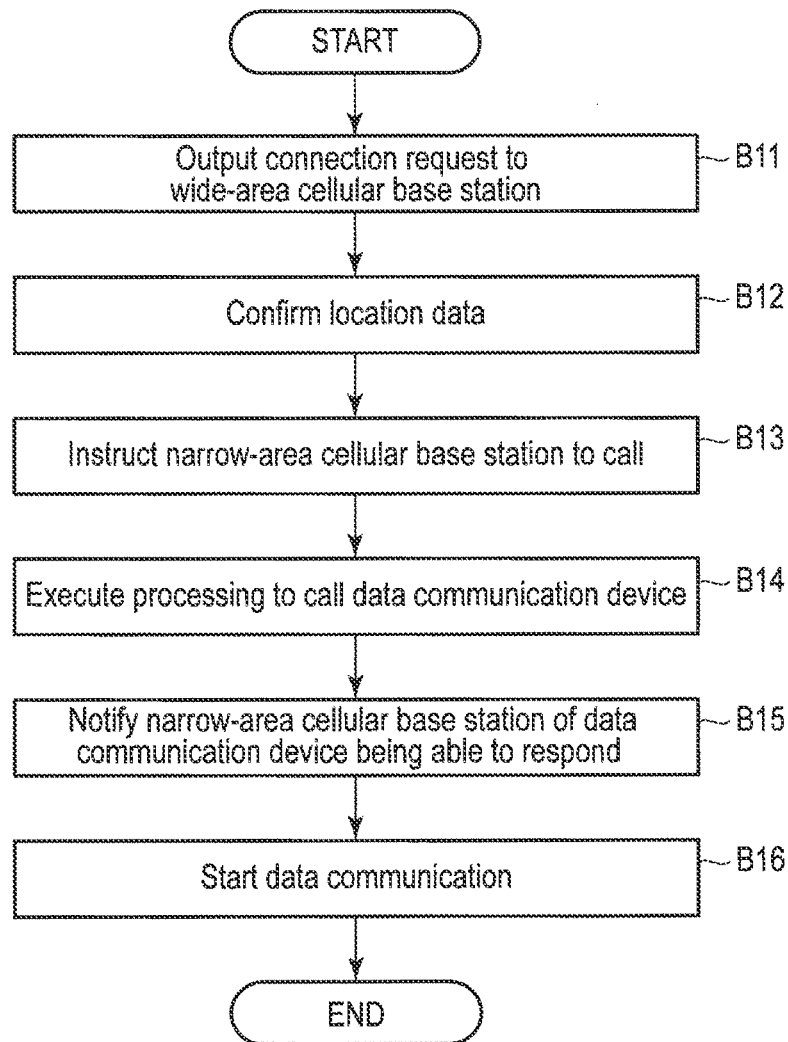 START
Output connection request to
wide-area cellular base station
B11
Confirm location data
B12
Instruct narrow-area cellular base station to call
B13
Execute processing to call data communication device
B14
Notify narrow-area cellular base station of data
communication device being able to respond
B15
Start data communication
B16
END